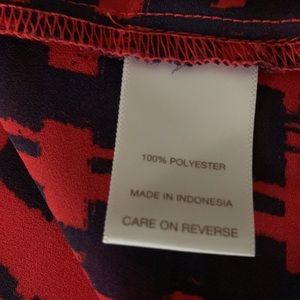 100% POLYESTER
MADE IN INDONESIA
CARE ON REVERSE